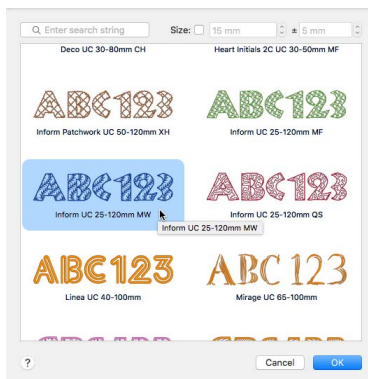 Enter search string Size: 15 mm ± 5 mm
Deco UC 30-80mm CH Heart Initials 2C UC 30-50mm MF
ABC123 ABC123
Inform Patchwork UC 50-120mm XH Inform UC 25-120mm MF
ABC123 ABC123
Inform UC 25-120mm MW Inform UC 25-120mm QS
Inform UC 25-120mm MW
ABC123 ABC 123
Linea UC 40-100mm Mirage UC 65-100mm
? Cancel OK